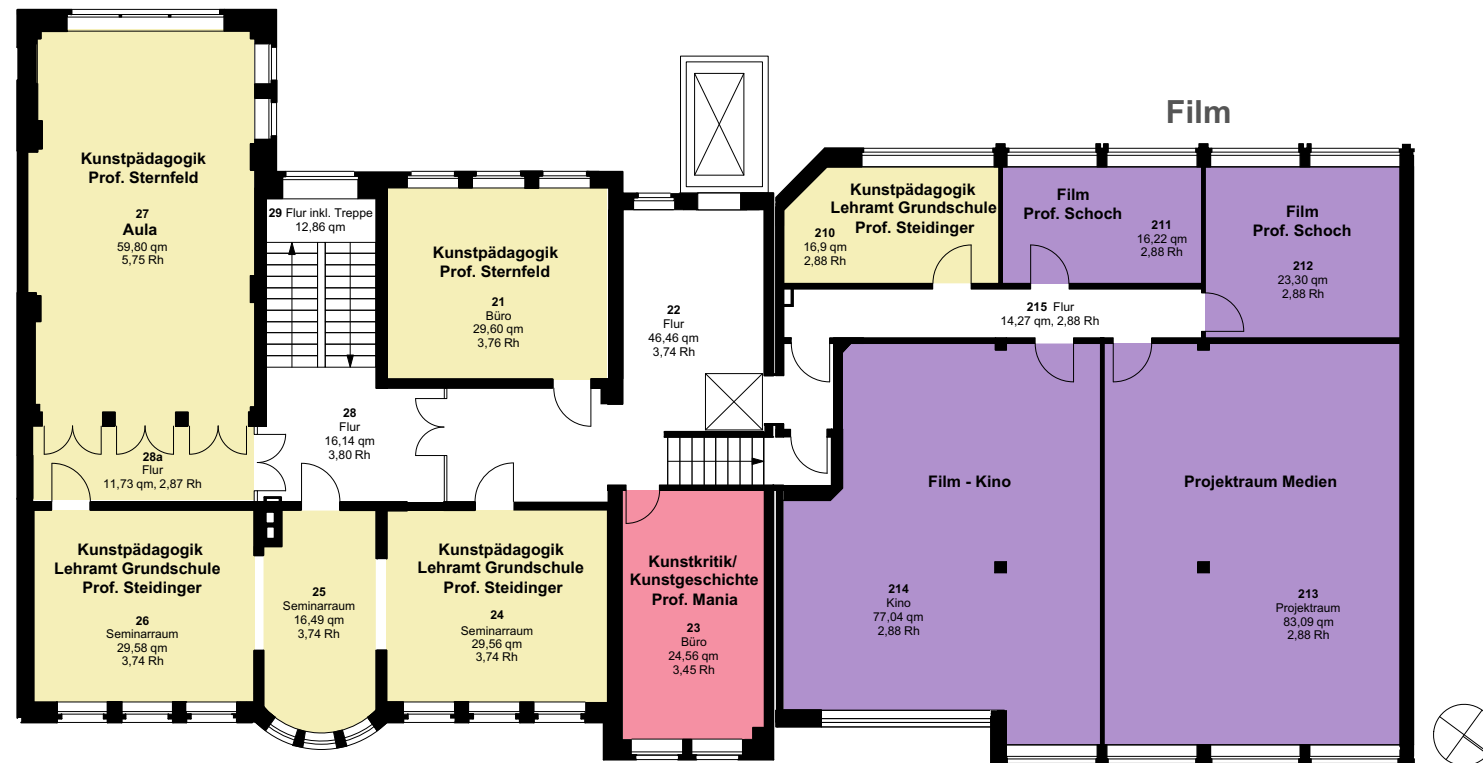 Film
Kunstpädagogik
Prof. Sternfeld
27
Aula
59,80 qm
5,75 Rh
29 Flur inkl. Treppe
12,86 qm
Kunstpädagogik
Prof. Sternfeld
21
Büro
29,60 qm
3,76 Rh
22
Flur
46,46 qm
3,74 Rh
Kunstpädagogik
Lehramt Grundschule
Prof. Steidinger
210
16,9 qm
2,88 Rh
Film
Prof. Schoch
211
16,22 qm
2,88 Rh
Film
Prof. Schoch
212
23,30 qm
2,88 Rh
215 Flur
14,27 qm, 2,88 Rh
28
Flur
16,14 qm
3,80 Rh
28a
Flur
11,73 qm, 2,87 Rh
Kunstpädagogik
Lehramt Grundschule
Prof. Steidinger
26
Seminarraum
29,58 qm
3,74 Rh
25
Seminarraum
16,49 qm
3,74 Rh
Kunstpädagogik
Lehramt Grundschule
Prof. Steidinger
24
Seminarraum
29,56 qm
3,74 Rh
Kunstkritik/
Kunstgeschichte
Prof. Mania
23
Büro
24,56 qm
3,45 Rh
Film - Kino
214
Kino
77,04 qm
2,88 Rh
Projektraum Medien
213
Projektraum
83,09 qm
2,88 Rh